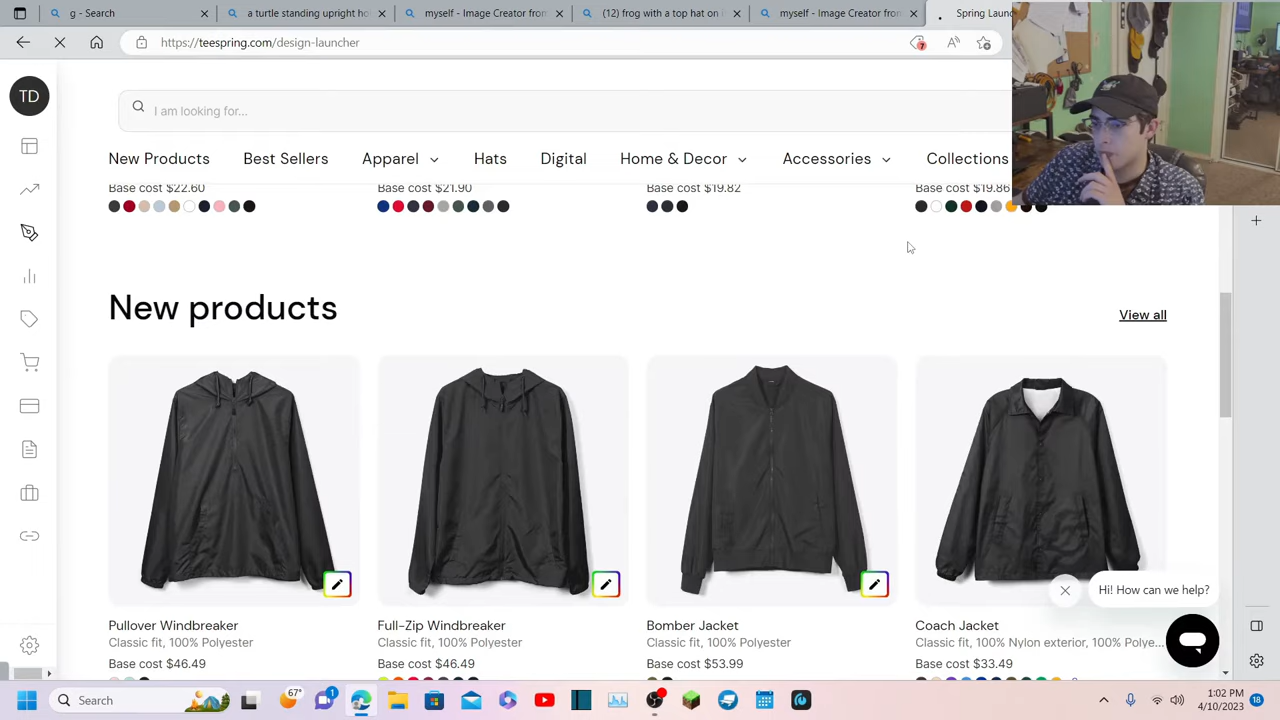 g - Search
a turtle standing upright ho
myself - Image Creator from
(12) frog with a top hat on
myself - Image Creator from
Spring Laun
https://teespring.com/design-launcher
7
TD
I am looking for...
New Products
Best Sellers
Apparel
Hats
Digital
Home & Decor
Accessories
Collections
Base cost $22.60
Base cost $21.90
Base cost $19.82
Base cost $19.86
New products
View all
Hi! How can we help?
Pullover Windbreaker
Full-Zip Windbreaker
Bomber Jacket
Coach Jacket
Classic fit, 100% Polyester
Classic fit, 100% Polyester
Classic fit, 100% Polyester
Classic fit, 100% Nylon exterior, 100% Polye...
Base cost $46.49
Base cost $46.49
Base cost $53.99
Base cost $33.49
Search
67°
1
1:02 PM
4/10/2023
18